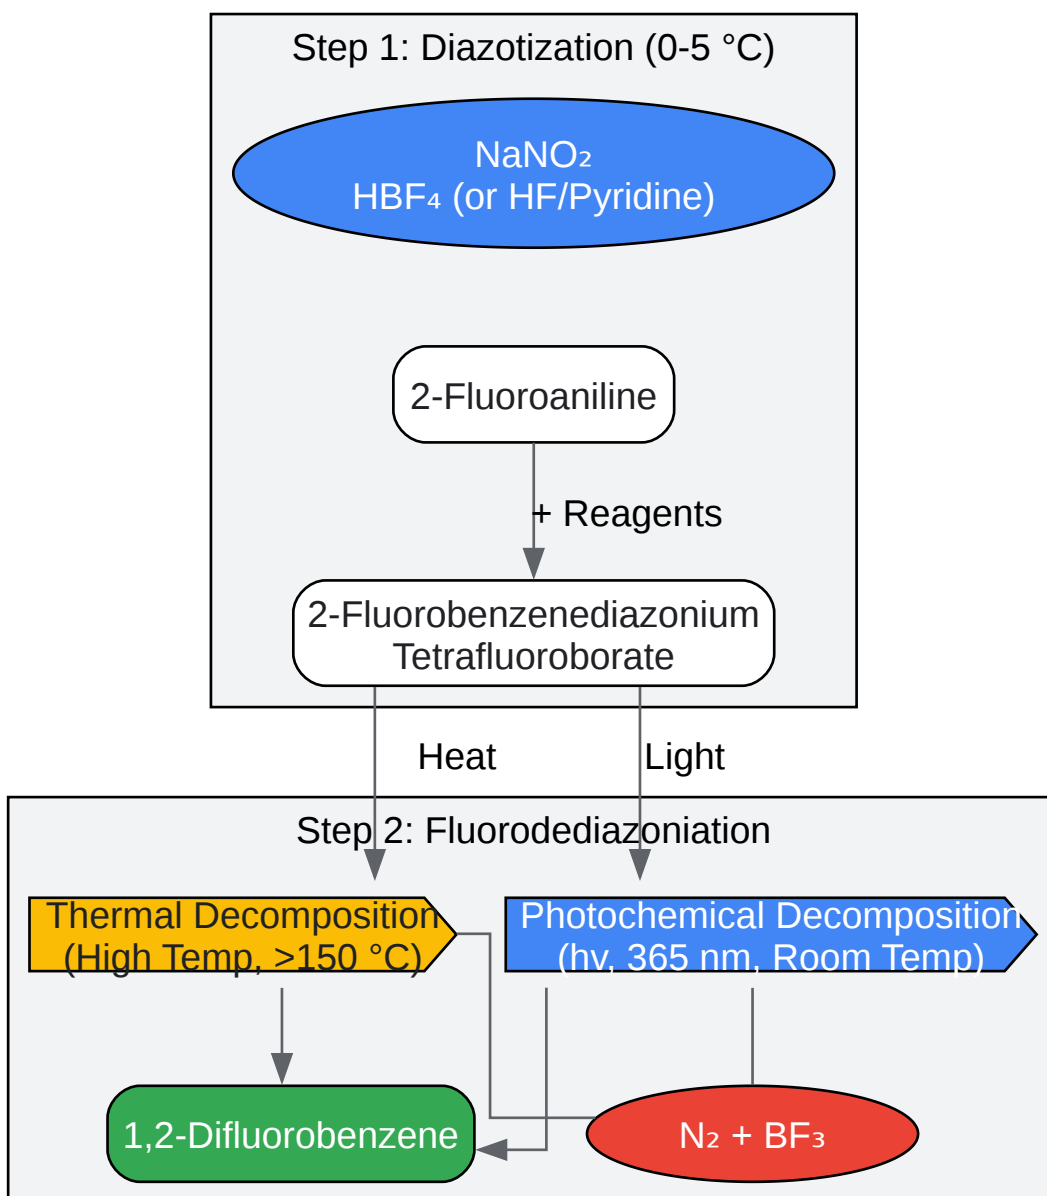 Step 1: Diazotization (0-5 °C)
NaNO₂
HBF₄ (or HF/Pyridine)
2-Fluoroaniline
+ Reagents
2-Fluorobenzenediazonium
Tetrafluoroborate
Heat
Light
Step 2: Fluorodediazoniation
Thermal Decomposition
(High Temp, >150 °C)
Photochemical Decomposition
(hν, 365 nm, Room Temp)
1,2-Difluorobenzene
N₂ + BF₃